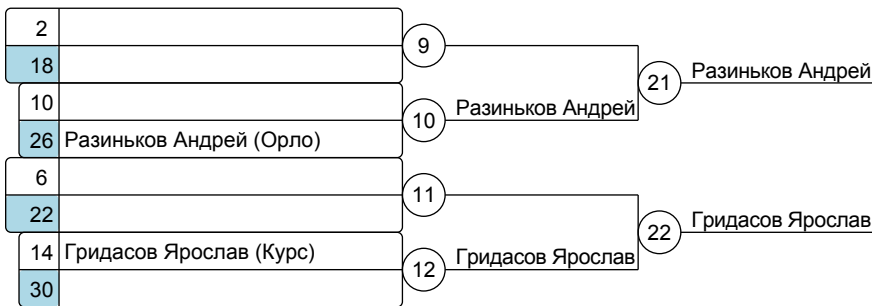 2
9
18
21 Разиньков Андрей
10
10 Разиньков Андрей
26 Разиньков Андрей (Орло)
6
11
22
22 Гридасов Ярослав
14 Гридасов Ярослав (Курс)
12 Гридасов Ярослав
30